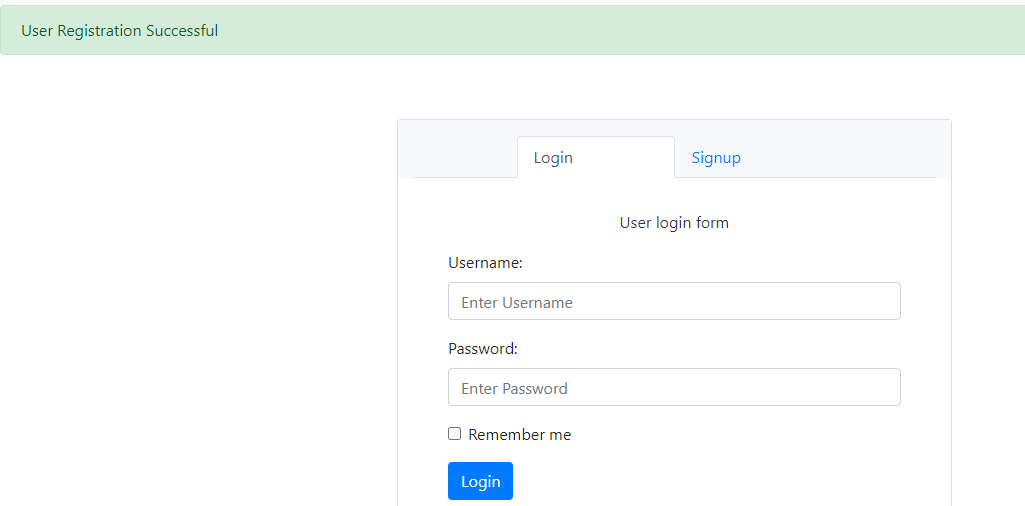 User Registration Successful
Login Signup
User login form
Username:
Enter Username
Password:
Enter Password
Remember me
Login